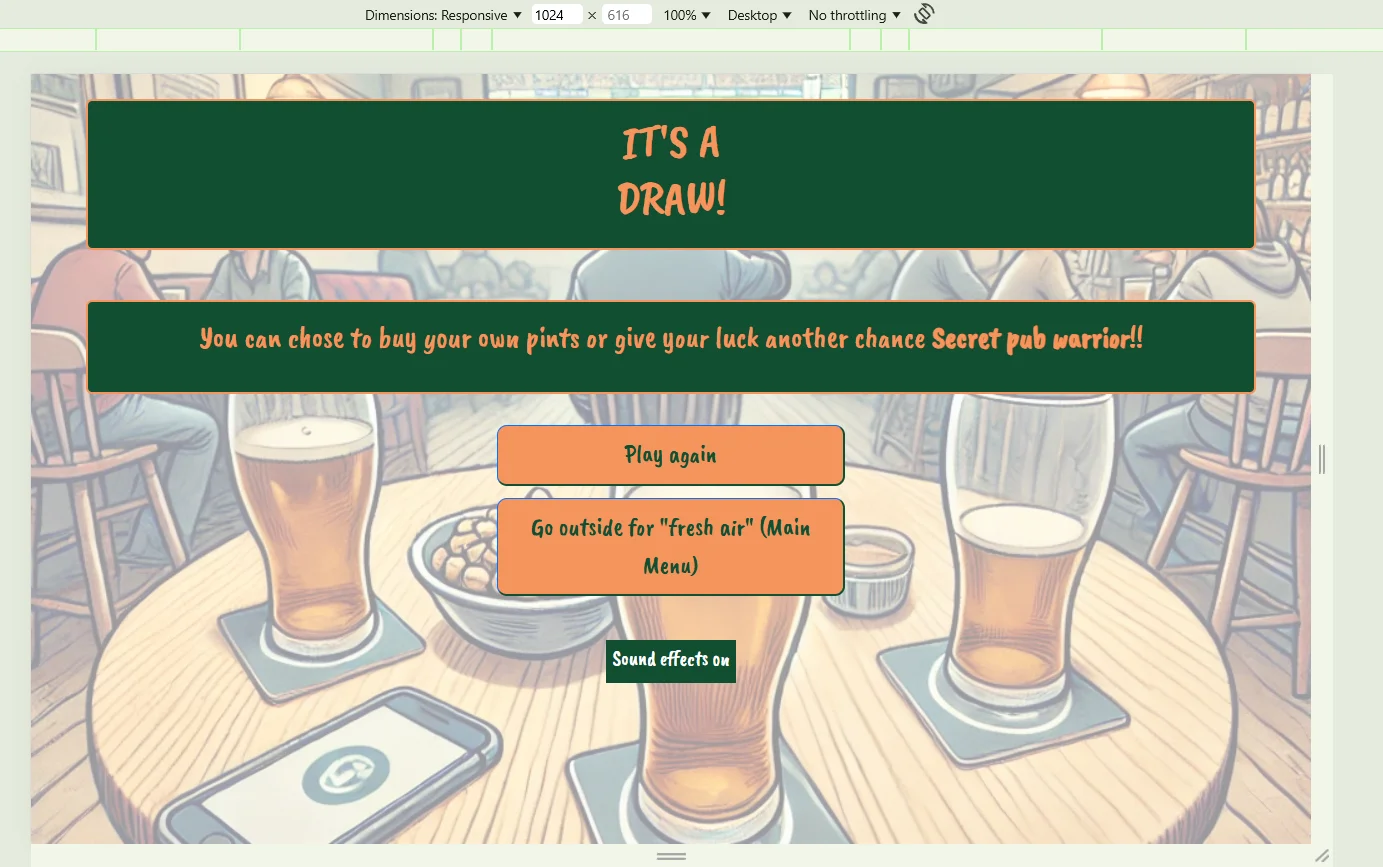 Dimensions: Responsive ▼ 1024 × 616 100% ▼ Desktop ▼ No throttling ▼
IT'S A
DRAW!
You can chose to buy your own pints or give your luck another chance Secret pub warrior!!
Play again
Go outside for "fresh air" (Main
Menu)
Sound effects on